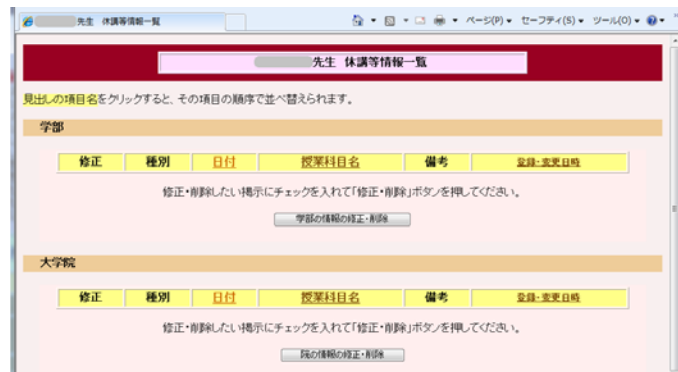 先生 休講等情報一覧
ページ(P) セーフティ(S) ツール(O)
先生 休講等情報一覧
見出しの項目名をクリックすると、その項目の順序で並べ替えられます。
学部
修正 種別 日付 授業科目名 備考 登録・変更日時
修正・削除したい掲示にチェックを入れて「修正・削除」ボタンを押してください。
学部の情報の修正・削除
大学院
修正 種別 日付 授業科目名 備考 登録・変更日時
修正・削除したい掲示にチェックを入れて「修正・削除」ボタンを押してください。
院の情報の修正・削除